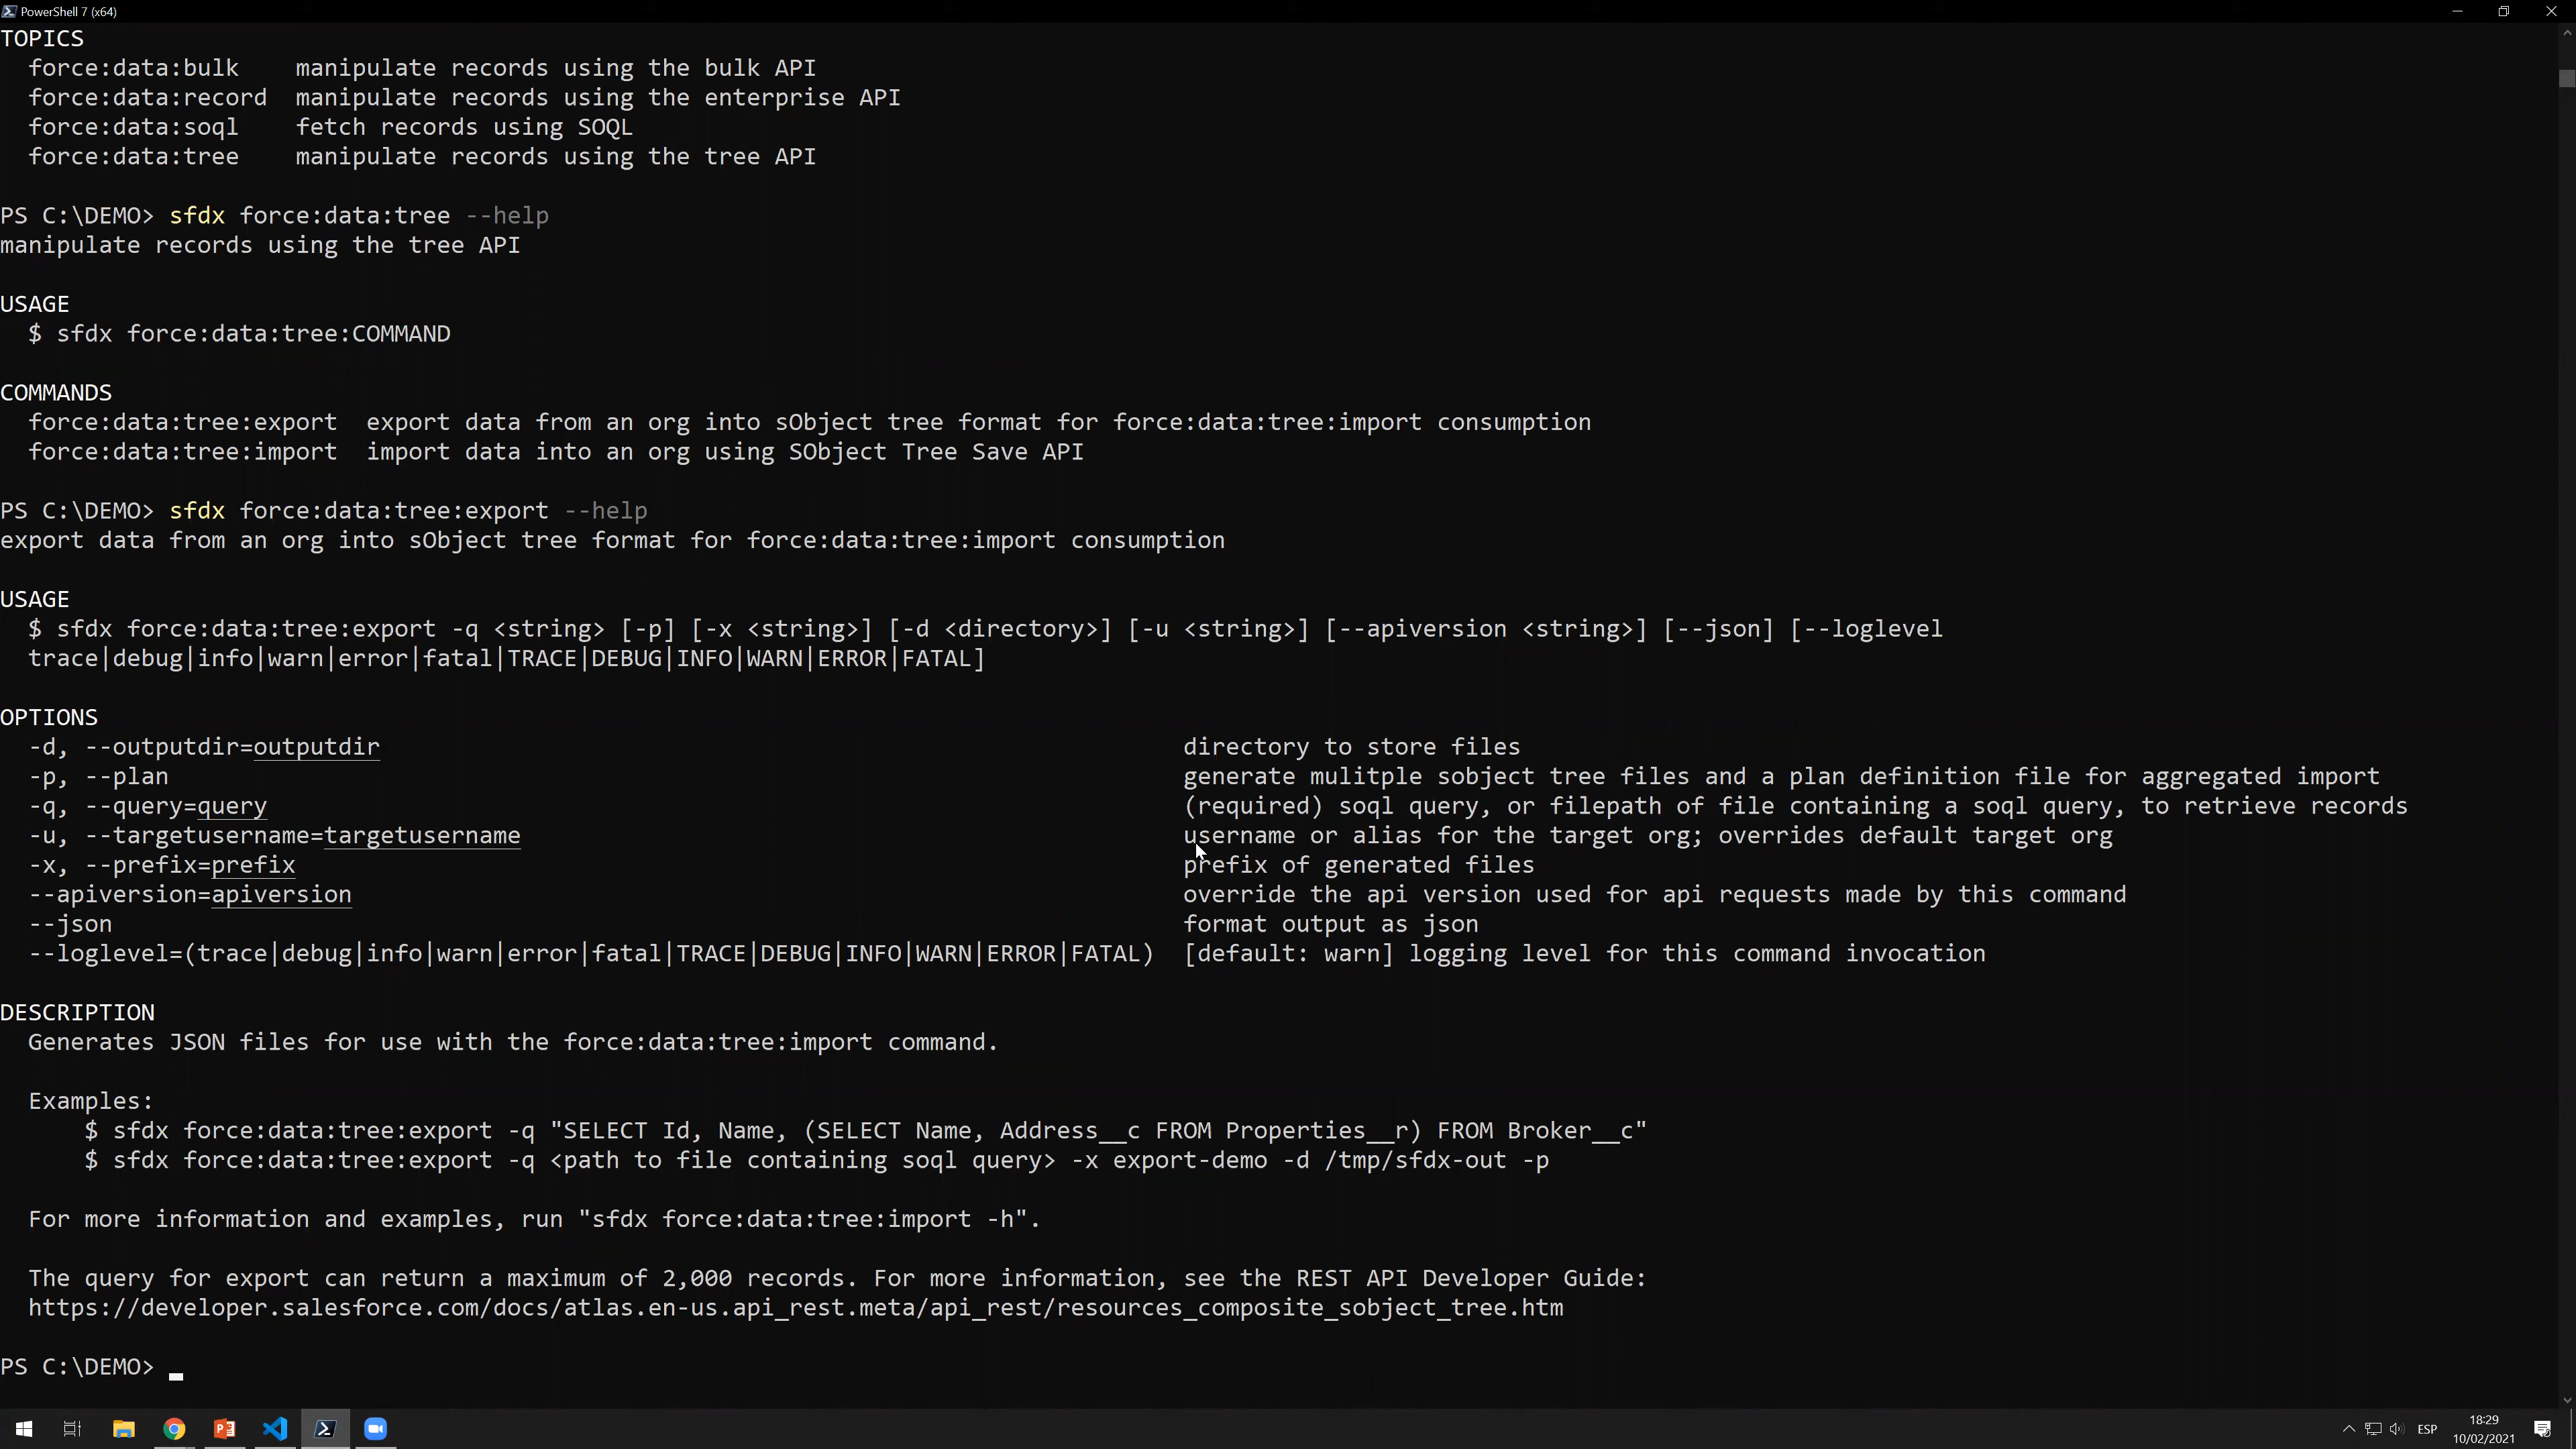 PowerShell 7 (x64)
TOPICS
force:data:bulk manipulate records using the bulk API
force:data:record manipulate records using the enterprise API
force:data:soql fetch records using SOQL
force:data:tree manipulate records using the tree API
PS C:\DEMO> sfdx force:data:tree --help
manipulate records using the tree API
USAGE
$ sfdx force:data:tree:COMMAND
COMMANDS
force:data:tree:export export data from an org into sObject tree format for force:data:tree:import consumption
force:data:tree:import import data into an org using SObject Tree Save API
PS C:\DEMO> sfdx force:data:tree:export --help
export data from an org into sObject tree format for force:data:tree:import consumption
USAGE
$ sfdx force:data:tree:export -q <string> [-p] [-x <string>] [-d <directory>] [-u <string>] [--apiversion <string>] [--json] [--loglevel
trace|debug|info|warn|error|fatal|TRACE|DEBUG|INFO|WARN|ERROR|FATAL]
OPTIONS
-d, --outputdir=outputdir directory to store files
-p, --plan generate mulitple sobject tree files and a plan definition file for aggregated import
-q, --query=query (required) soql query, or filepath of file containing a soql query, to retrieve records
-u, --targetusername=targetusername username or alias for the target org; overrides default target org
-x, --prefix=prefix prefix of generated files
--apiversion=apiversion override the api version used for api requests made by this command
--json format output as json
--loglevel=(trace|debug|info|warn|error|fatal|TRACE|DEBUG|INFO|WARN|ERROR|FATAL) [default: warn] logging level for this command invocation
DESCRIPTION
Generates JSON files for use with the force:data:tree:import command.
Examples:
$ sfdx force:data:tree:export -q "SELECT Id, Name, (SELECT Name, Address__c FROM Properties__r) FROM Broker__c"
$ sfdx force:data:tree:export -q <path to file containing soql query> -x export-demo -d /tmp/sfdx-out -p
For more information and examples, run "sfdx force:data:tree:import -h".
The query for export can return a maximum of 2,000 records. For more information, see the REST API Developer Guide:
https://developer.salesforce.com/docs/atlas.en-us.api_rest.meta/api_rest/resources_composite_sobject_tree.htm
PS C:\DEMO>
ESP
18:29
10/02/2021